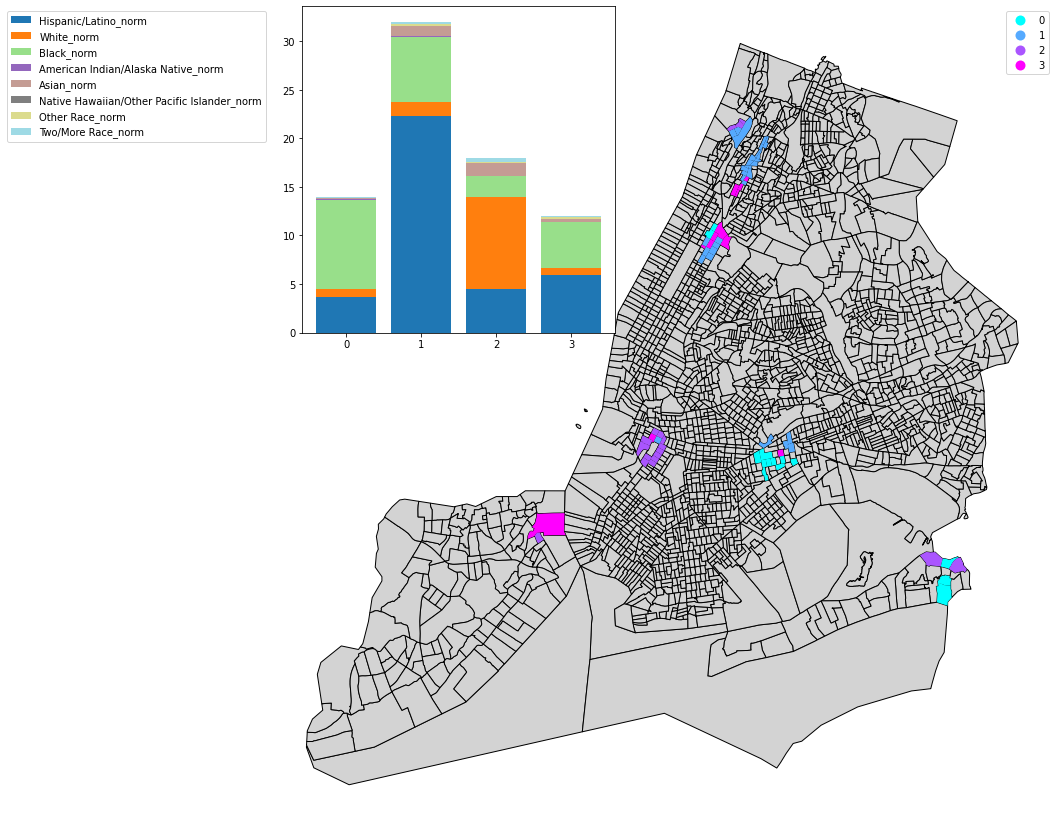 Hispanic/Latino_norm
White_norm
Black_norm
American Indian/Alaska Native_norm
Asian_norm
Native Hawaiian/Other Pacific Islander_norm
Other Race_norm
Two/More Race_norm
30
25
20
15
10
5
0
0 1 2 3
0
1
2
3